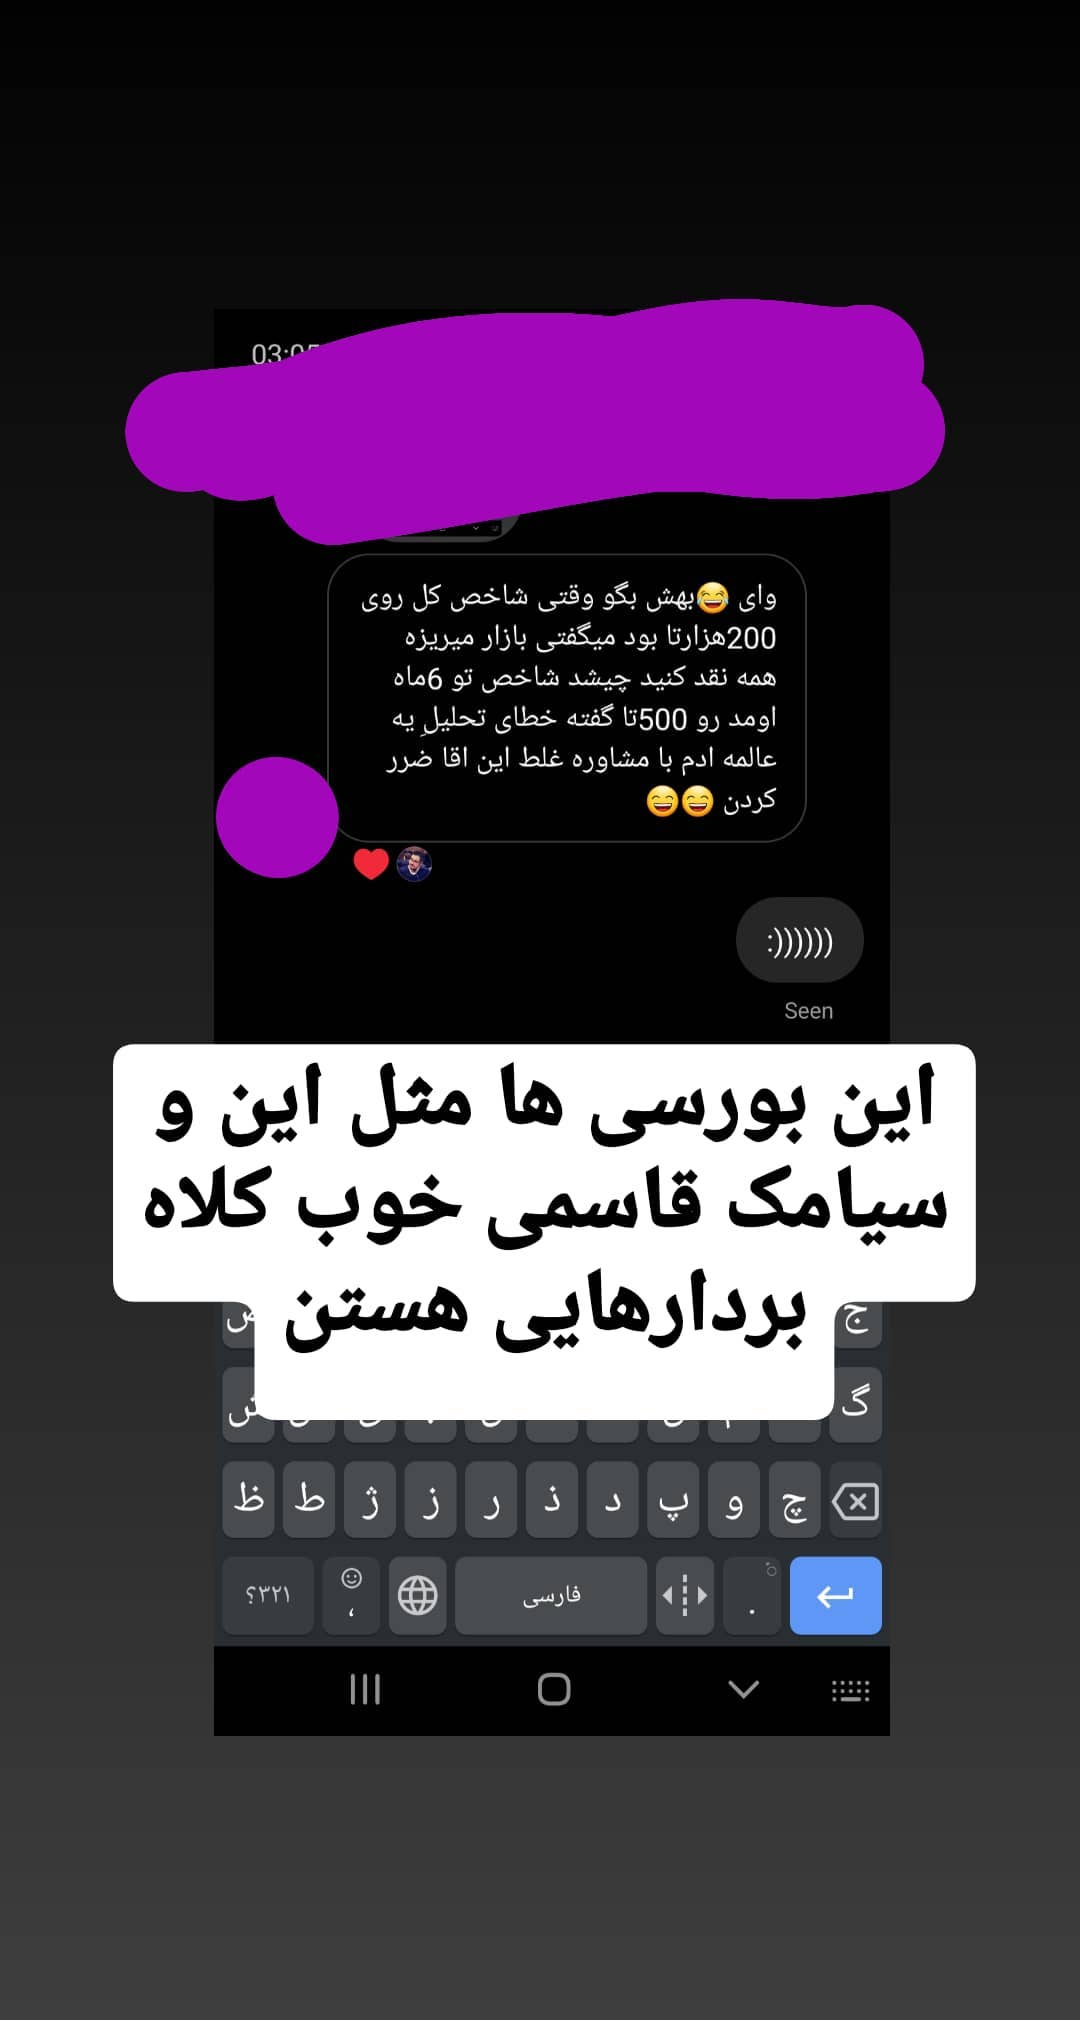 03:05
وای 😂بهش بگو وقتی شاخص کل روی
200هزارتا بود میگفتی بازار میریزه
همه نقد کنید چیشد شاخص تو 6ماه
اومد رو 500تا گفته خطای تحلیلِ یه
عالمه ادم با مشاوره غلط این اقا ضرر
کردن 😄😄
:))))))
Seen
این بورسی ها مثل این و
سیامک قاسمی خوب کلاه
بردارهایی هستن
ج
گ
ظ ط ژ ز ر ذ د پ و چ
۳۲۱؟ ، فارسی .